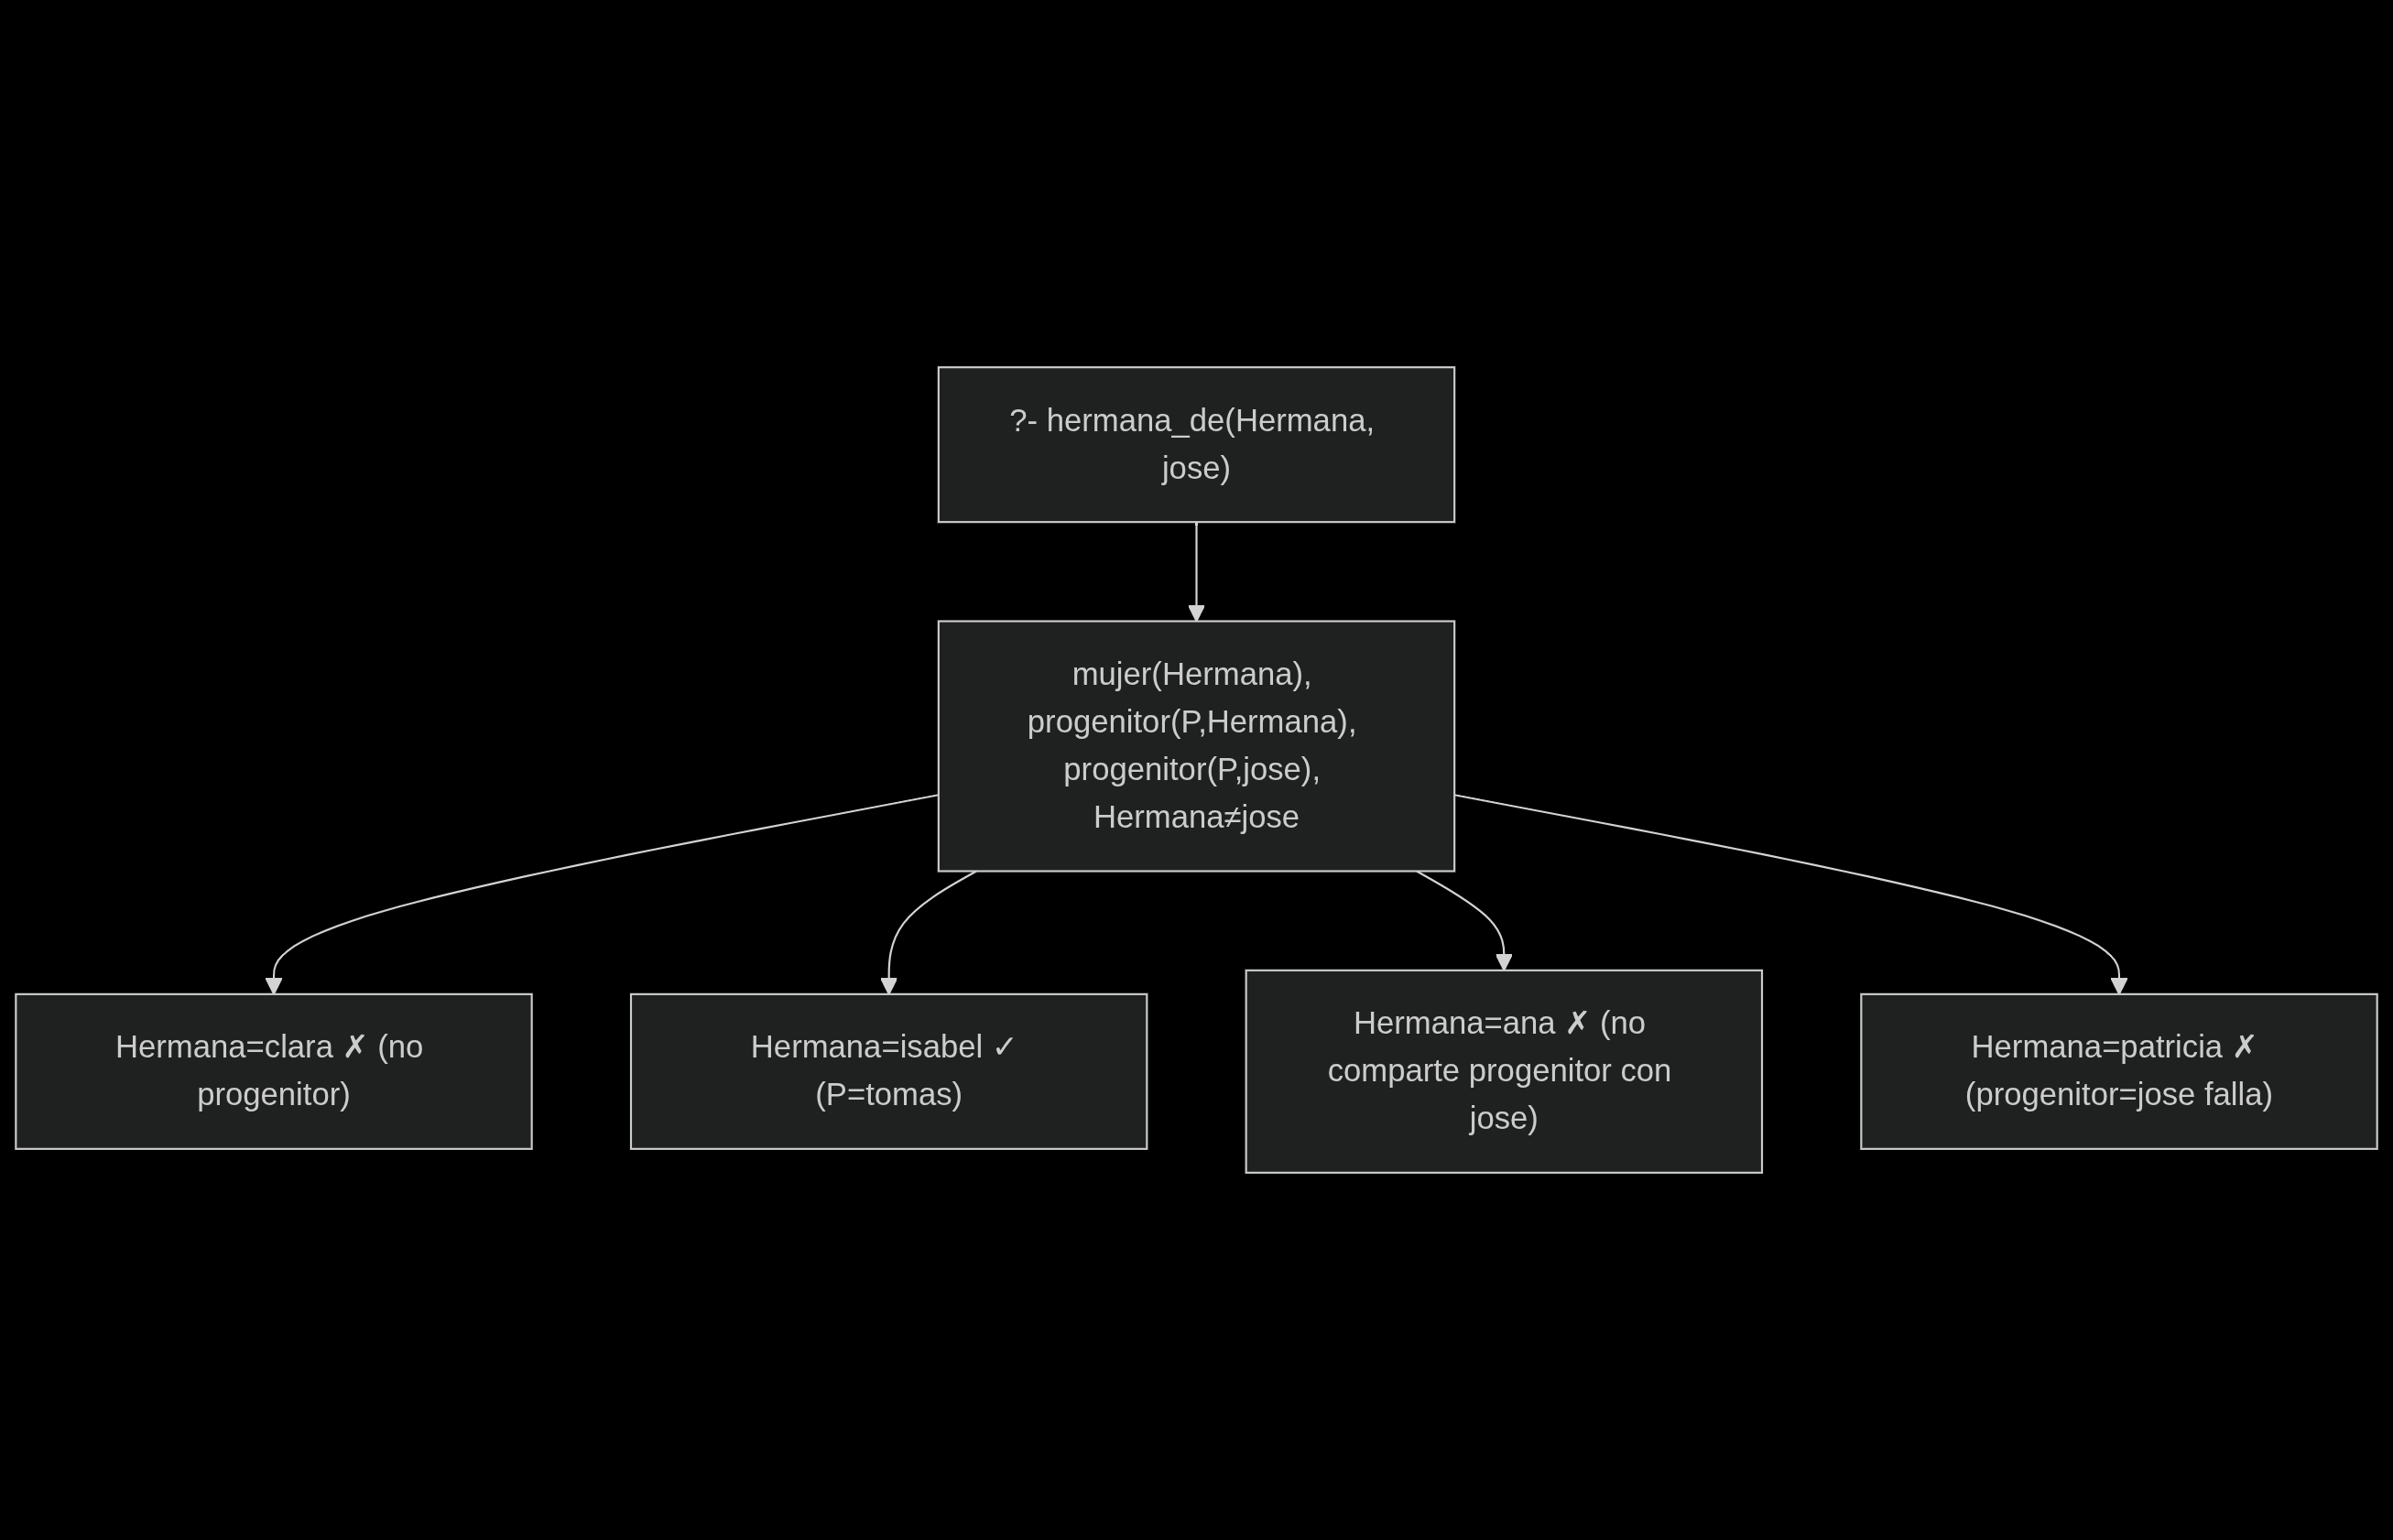 ?- hermana_de(Hermana,
jose)
mujer(Hermana),
progenitor(P,Hermana),
progenitor(P,jose),
Hermana≠jose
Hermana=clara ✗ (no
progenitor)
Hermana=isabel ✓
(P=tomas)
Hermana=ana ✗ (no
comparte progenitor con
jose)
Hermana=patricia ✗
(progenitor=jose falla)